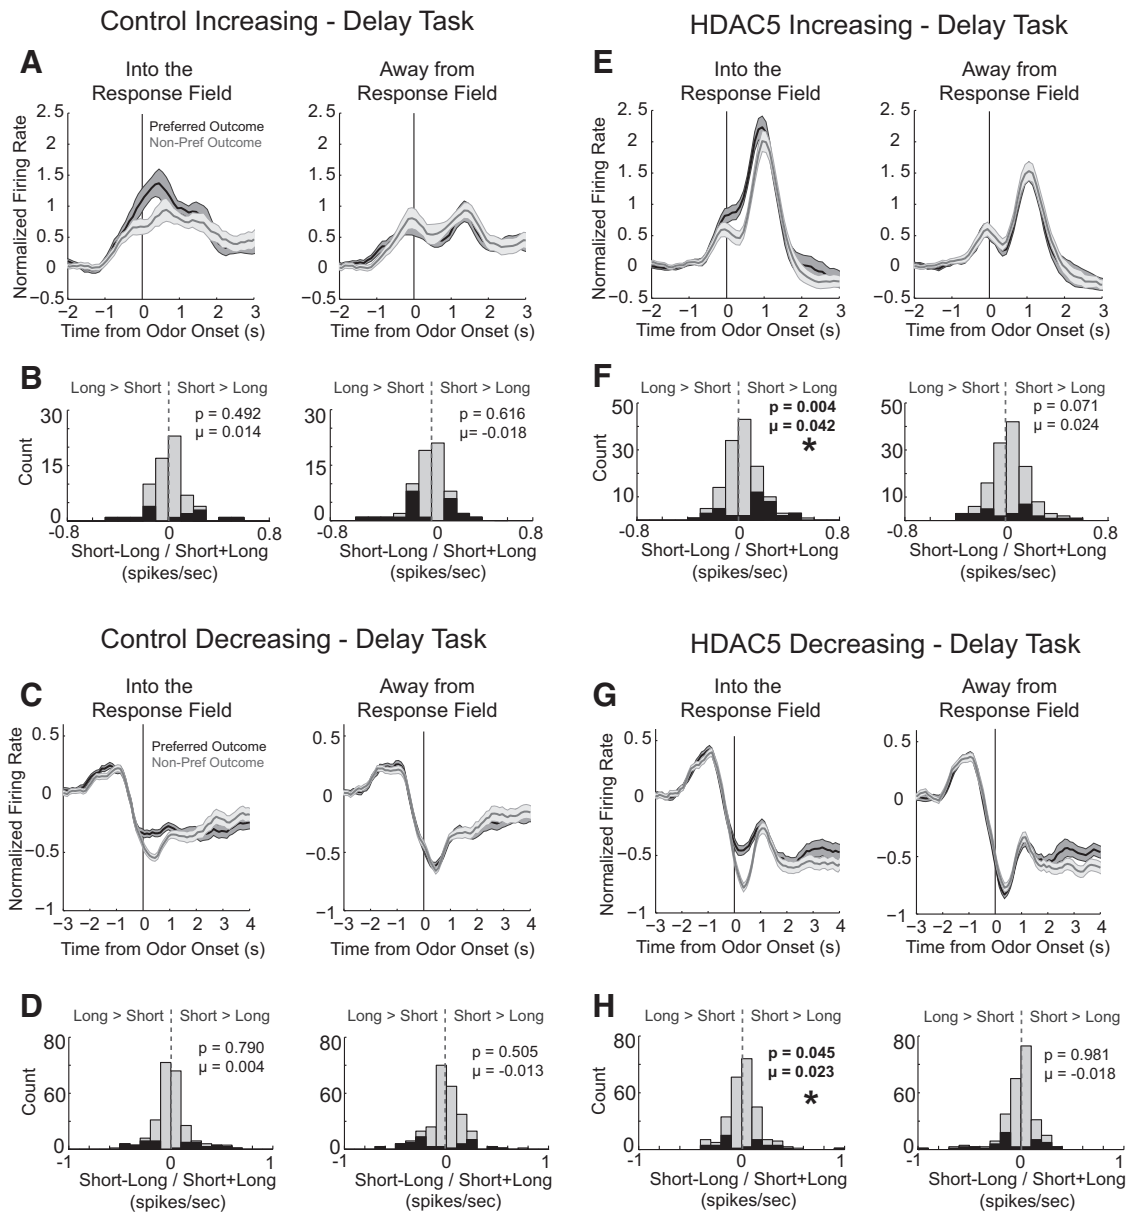 Control Increasing - Delay Task
HDAC5 Increasing - Delay Task
A
Into the
Response Field
Away from
Response Field
E
Into the
Response Field
Away from
Response Field
Normalized Firing Rate
2.5
2
1.5
1
0.5
0
−0.5
Preferred Outcome
Non-Pref Outcome
−2 −1 0 1 2 3
Time from Odor Onset (s)
2.5
2
1.5
1
0.5
0
−0.5
−2 −1 0 1 2 3
Time from Odor Onset (s)
Normalized Firing Rate
2. 5
2
1. 5
1
0. 5
0
−0. 5
−2 −1 0 1 2 3
Time from Odor Onset (s)
2. 5
2
1. 5
1
0. 5
0
−0. 5
−2 −1 0 1 2 3
Time from Odor Onset (s)
B
Long > Short Short > Long
p = 0.492
μ = 0.014
Count
30
15
0
-0.8 0 0.8
Short-Long / Short+Long
(spikes/sec)
Long > Short Short > Long
p = 0.616
μ= -0.018
30
15
0
-0.8 0 0.8
Short-Long / Short+Long
(spikes/sec)
F
Long > Short Short > Long
p = 0.004
μ = 0.042
*
Count
50
30
10
-0.8 0 0.8
Short-Long / Short+Long
(spikes/sec)
Long > Short Short > Long
p = 0.071
μ = 0.024
50
30
10
-0.8 0 0.8
Short-Long / Short+Long
(spikes/sec)
Control Decreasing - Delay Task
HDAC5 Decreasing - Delay Task
C
Into the
Response Field
Away from
Response Field
G
Into the
Response Field
Away from
Response Field
Normalized Firing Rate
0.5
0
−0.5
−1
Preferred Outcome
Non-Pref Outcome
−3 −2 −1 0 1 2 3 4
Time from Odor Onset (s)
0.5
0
−0.5
−1
−3 −2 −1 0 1 2 3 4
Time from Odor Onset (s)
Normalized Firing Rate
0.5
0
−0.5
−1
−3 −2 −1 0 1 2 3 4
Time from Odor Onset (s)
0.5
0
−0.5
−1
−3 −2 −1 0 1 2 3 4
Time from Odor Onset (s)
D
Long > Short Short > Long
p = 0.790
μ = 0.004
Count
80
60
0
-1 0 1
Short-Long / Short+Long
(spikes/sec)
Long > Short Short > Long
p = 0.505
μ = -0.013
80
60
0
-1 0 1
Short-Long / Short+Long
(spikes/sec)
H
Long > Short Short > Long
p = 0.045
μ = 0.023
*
Count
80
60
0
-1 0 1
Short-Long / Short+Long
(spikes/sec)
Long > Short Short > Long
p = 0.981
μ = -0.018
80
60
0
-1 0 1
Short-Long / Short+Long
(spikes/sec)